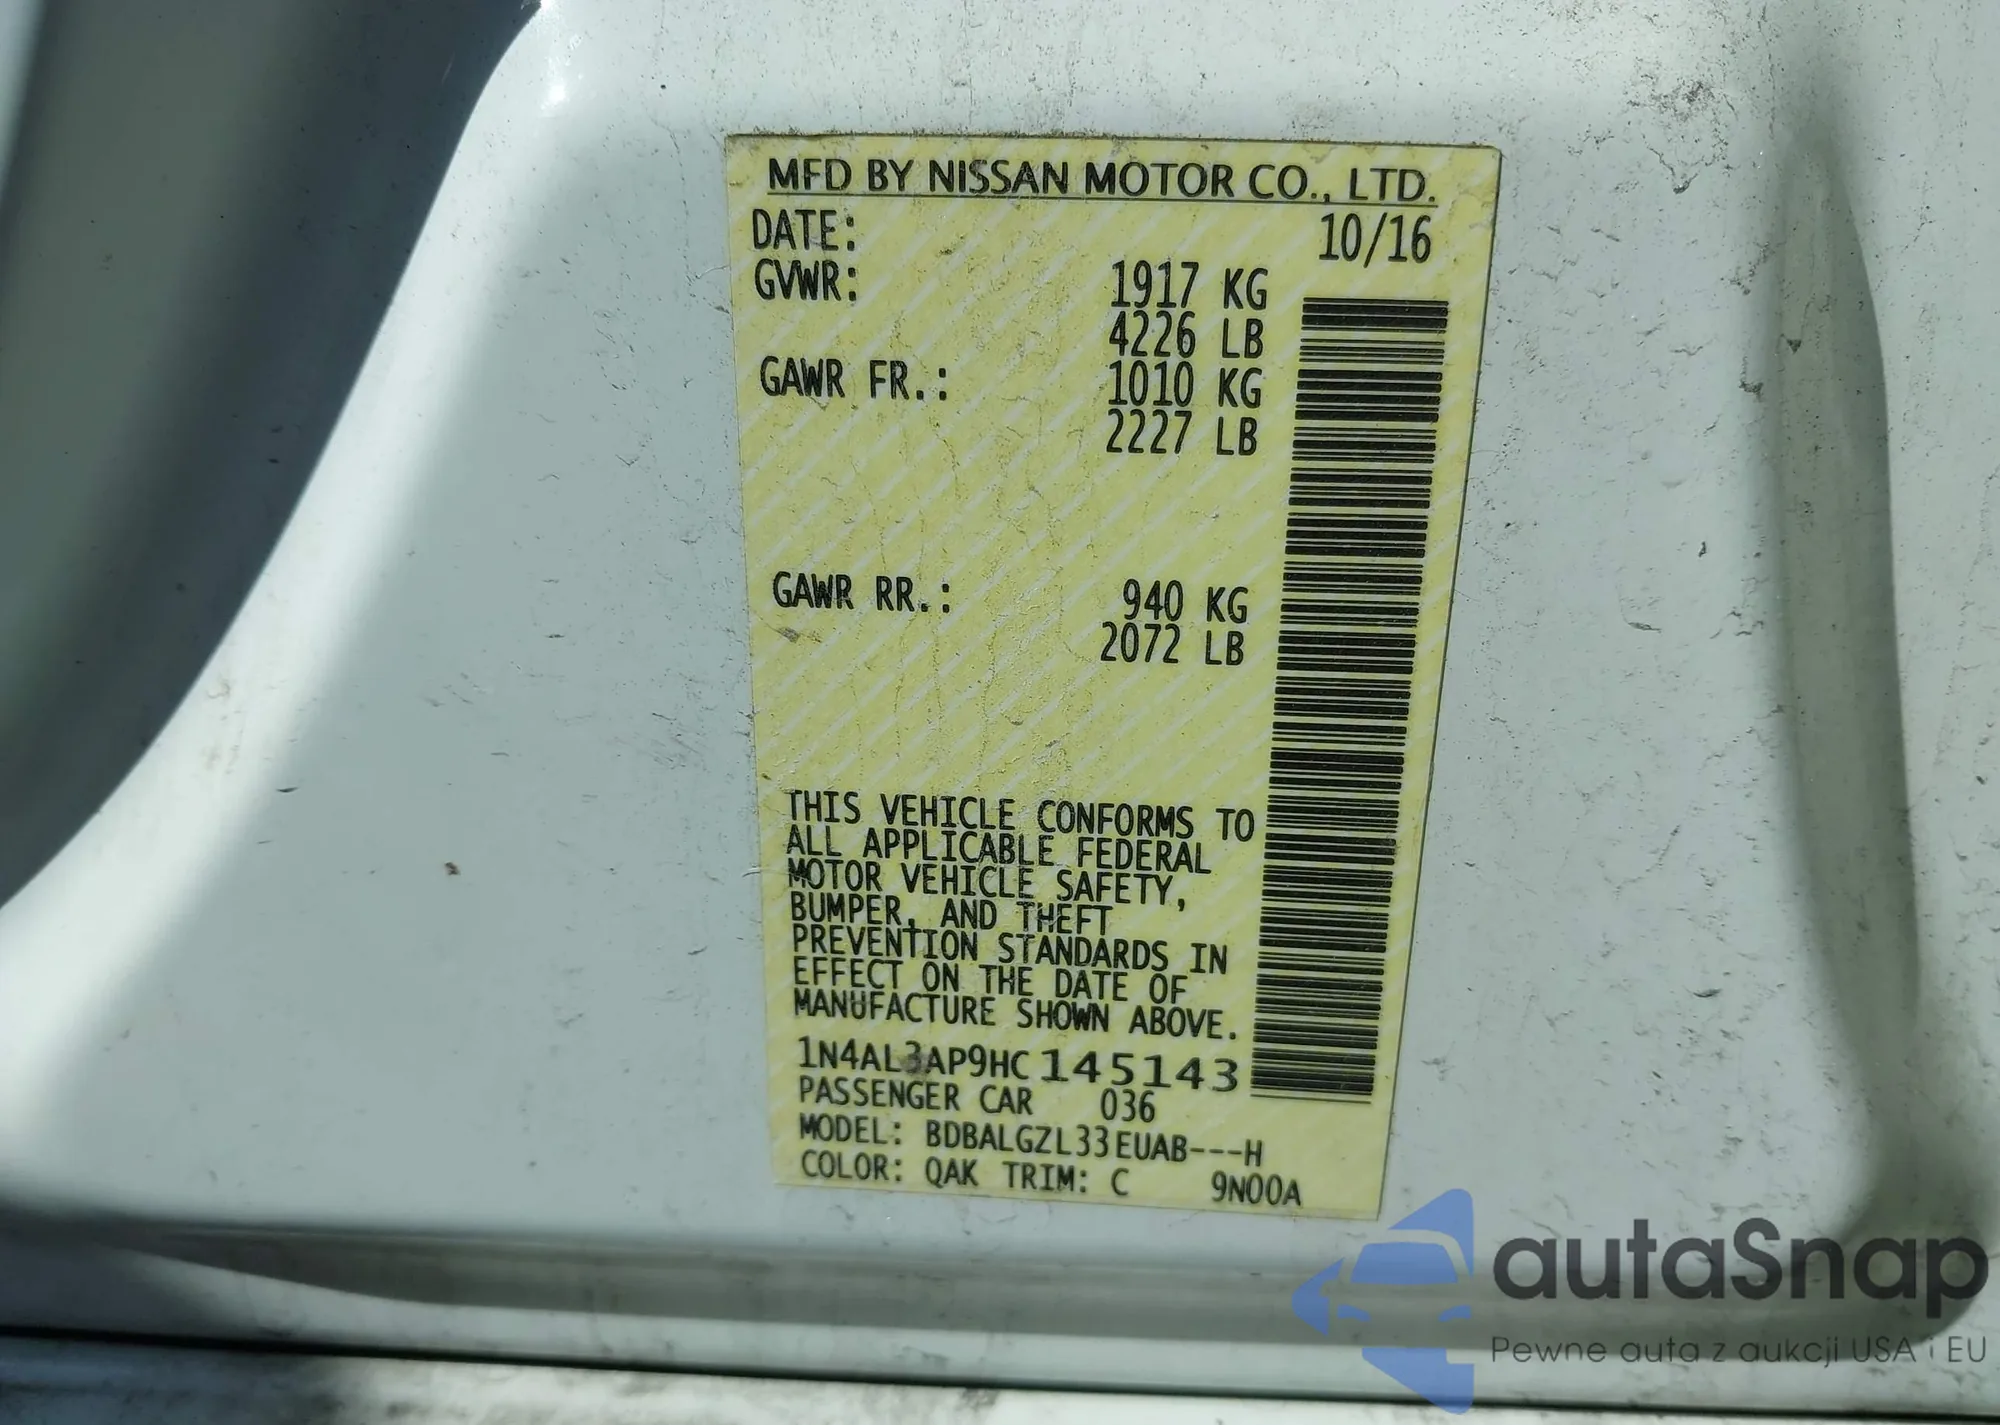 MFD BY NISSAN MOTOR CO., LTD.
DATE: 10/16
GVWR: 1917 KG
4226 LB
GAWR FR.: 1010 KG
2227 LB
GAWR RR.: 940 KG
2072 LB
THIS VEHICLE CONFORMS TO
ALL APPLICABLE FEDERAL
MOTOR VEHICLE SAFETY,
BUMPER, AND THEFT
PREVENTION STANDARDS IN
EFFECT ON THE DATE OF
MANUFACTURE SHOWN ABOVE.
1N4AL3AP9HC145143
PASSENGER CAR 036
MODEL: BDBALGZL33EUAB---H
COLOR: QAK TRIM: C 9N00A
autaSnap
Pewne auta z aukcji USA i EU